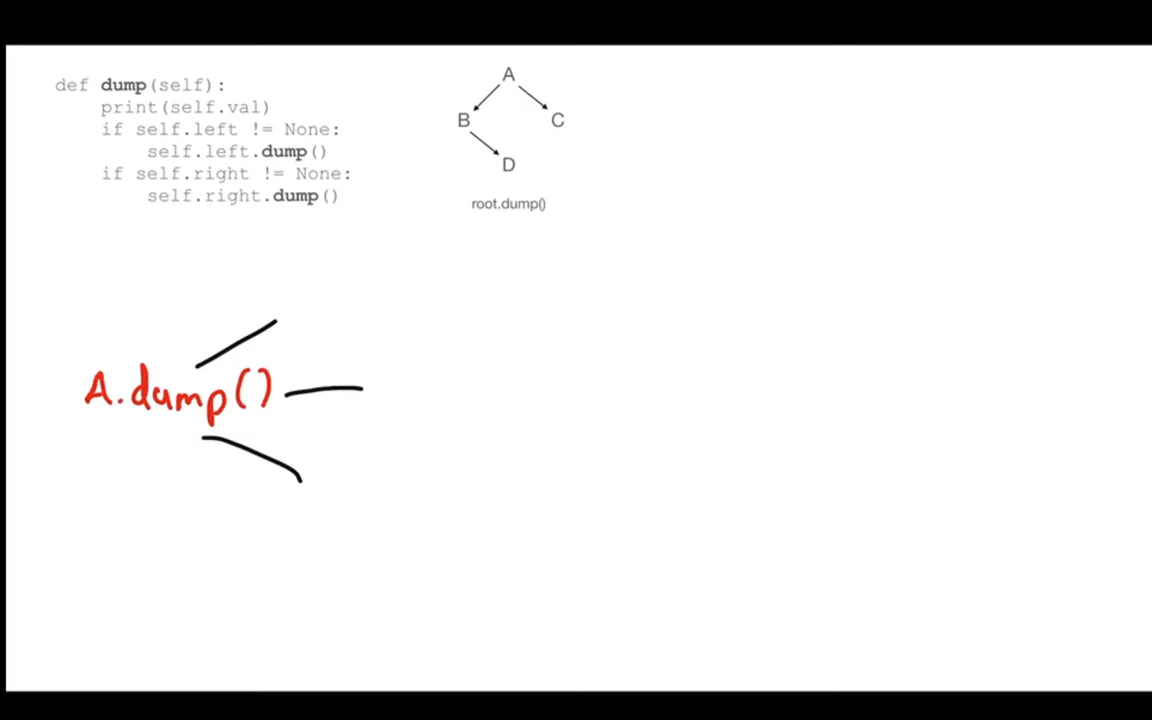 def dump(self):
    print(self.val)
    if self.left != None:
        self.left.dump()
    if self.right != None:
        self.right.dump()
A
B C
D
root.dump()
A.dump()